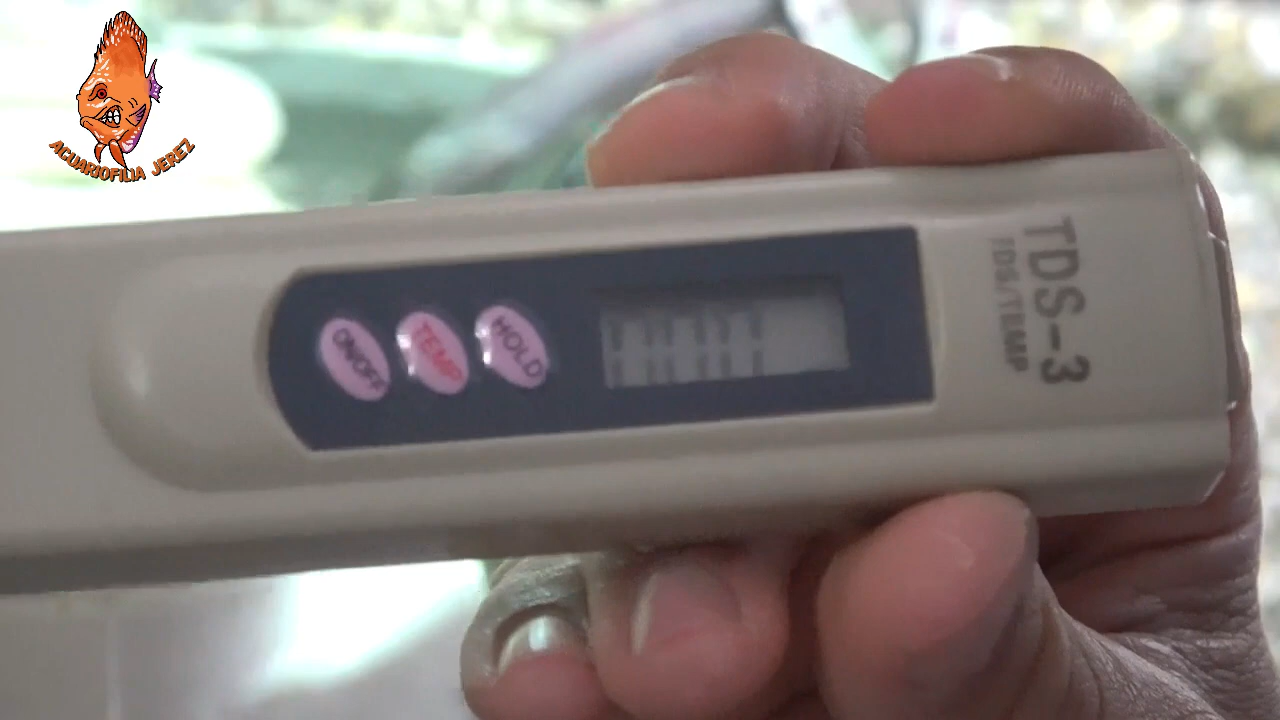 ACUARIOFILIA JEREZ
ON/OFF
TEMP
HOLD
TDS-3
TDS/TEMP